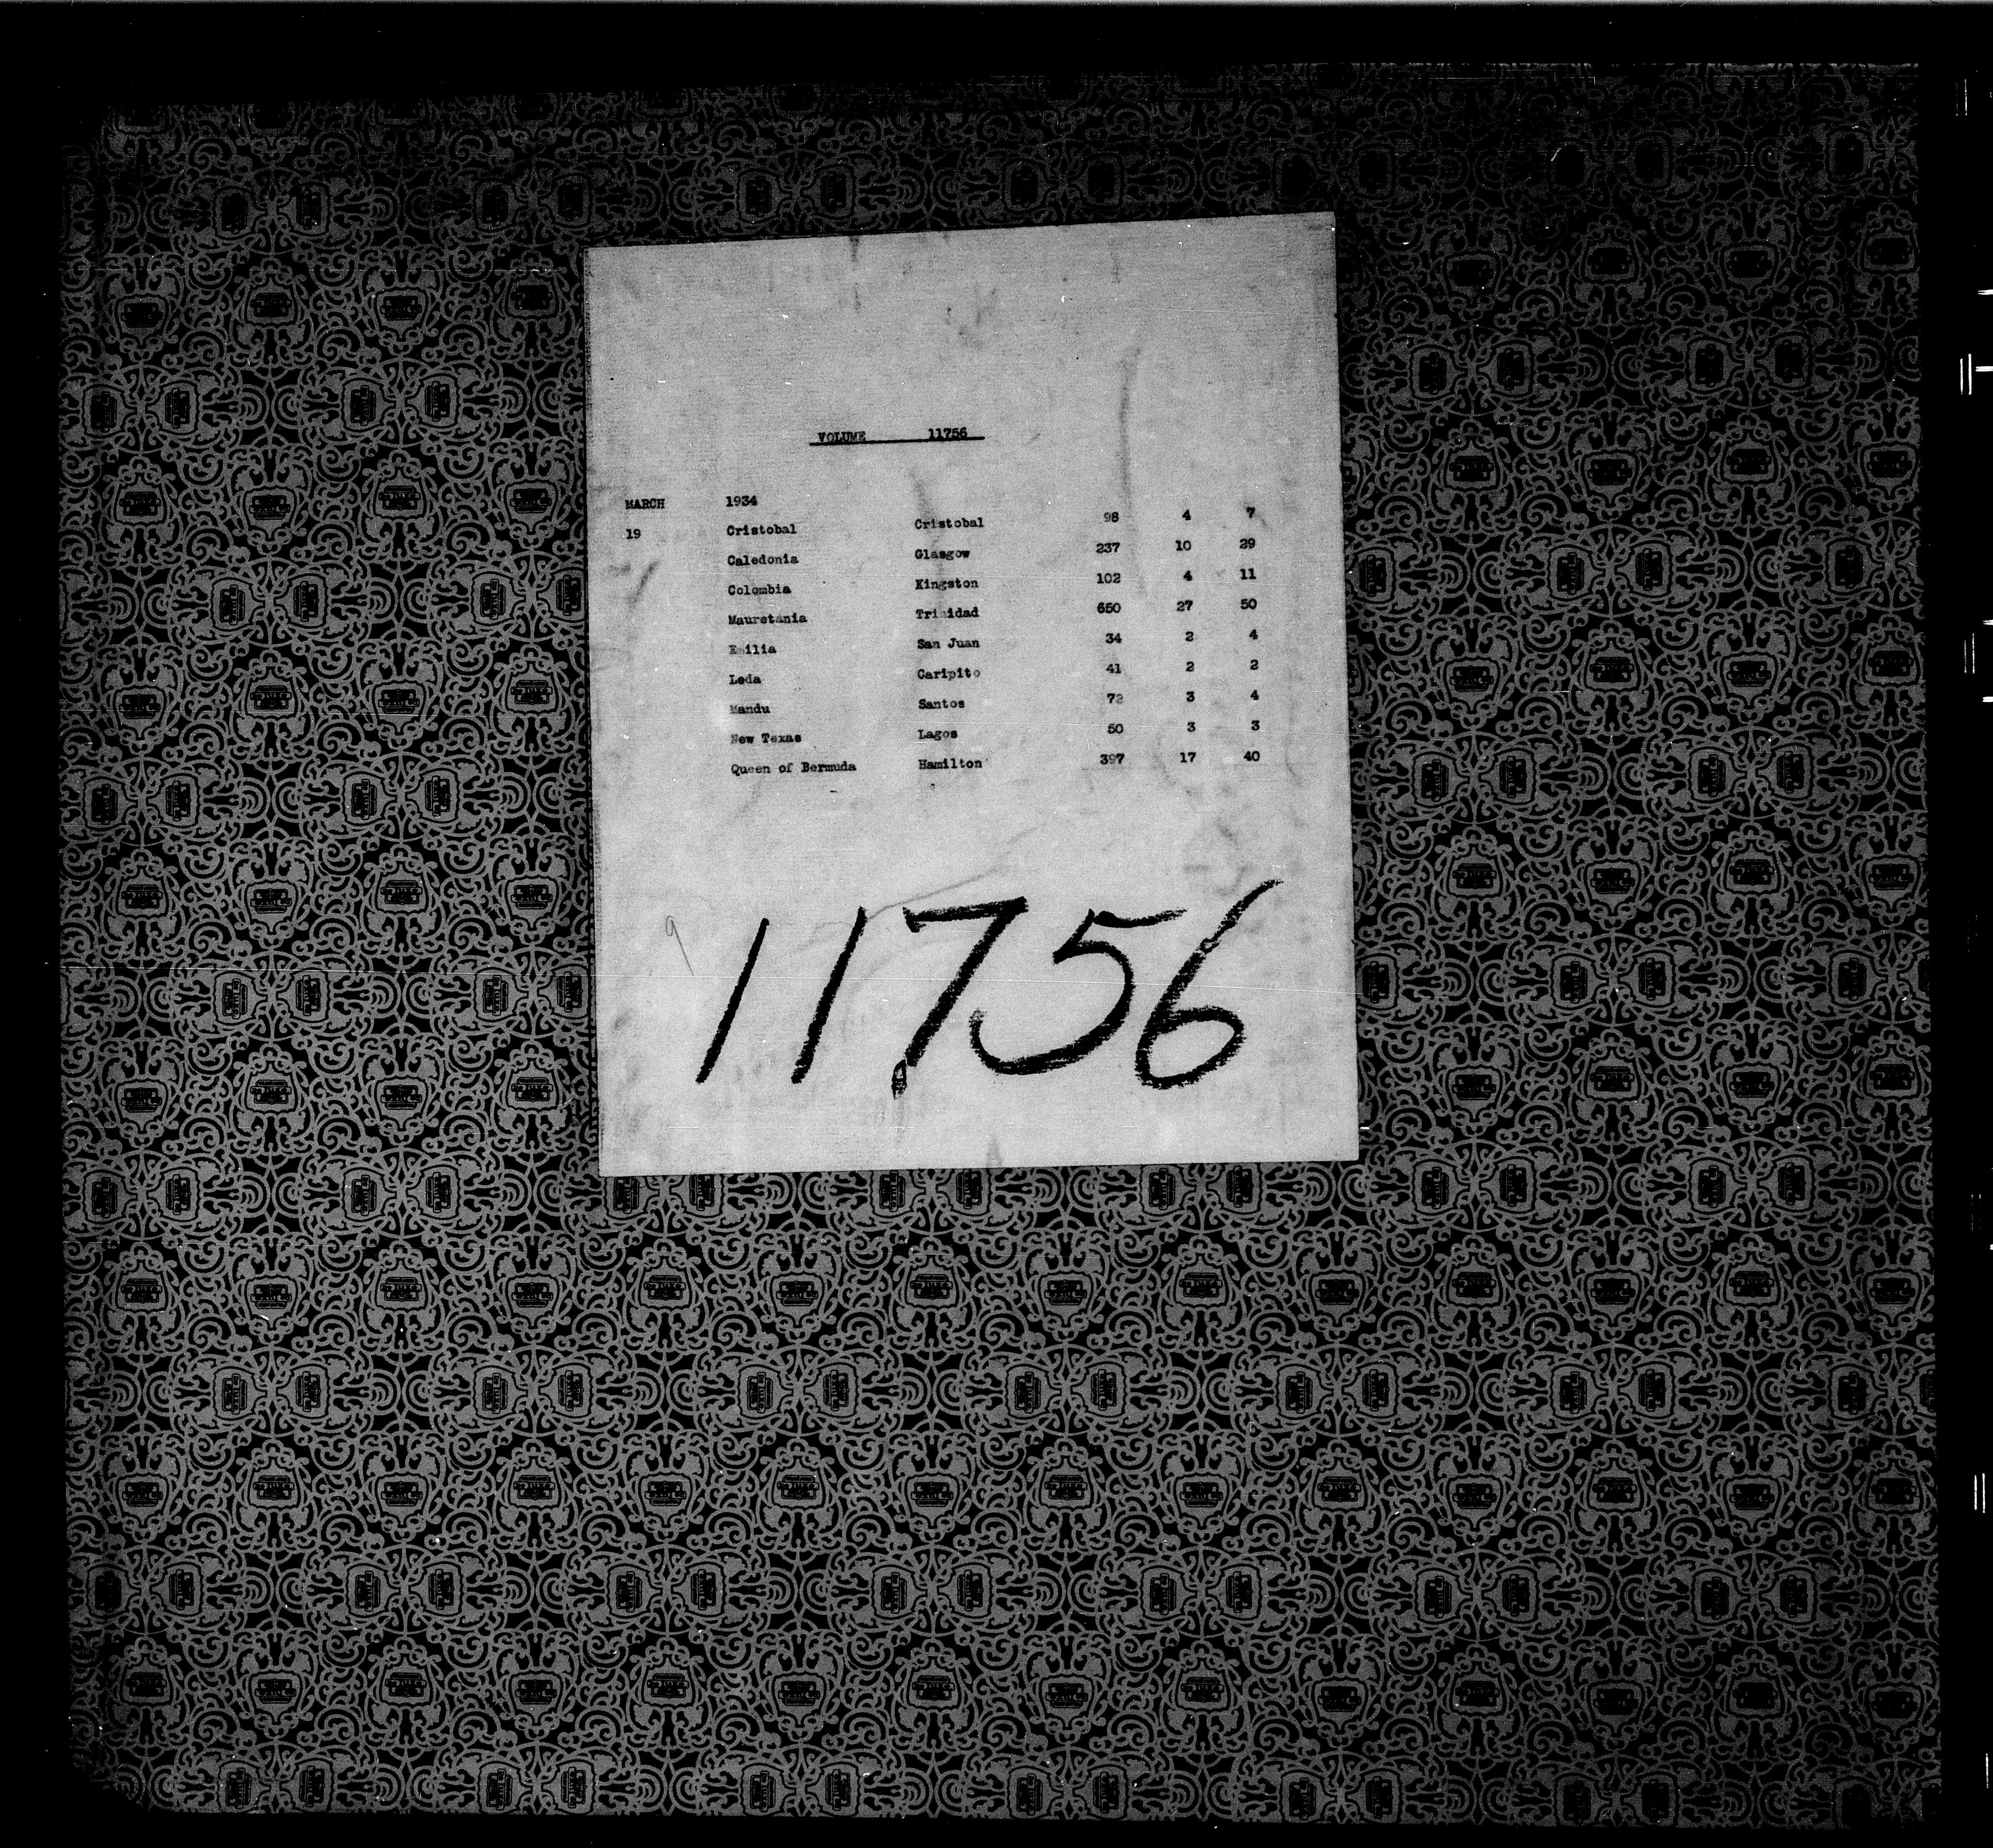 VOLUME 11756
MARCH 1934
19 Cristobal Cristobal 98 4 7
Caledonia Glasgow 237 10 29
Colombia Kingston 102 4 11
Mauretania Trinidad 650 27 50
Emilia San Juan 34 2 4
Leda Caripito 41 2 2
Mandu Santos 72 3 4
New Texas Lagos 50 3 3
Queen of Bermuda Hamilton 397 17 40
9
11756